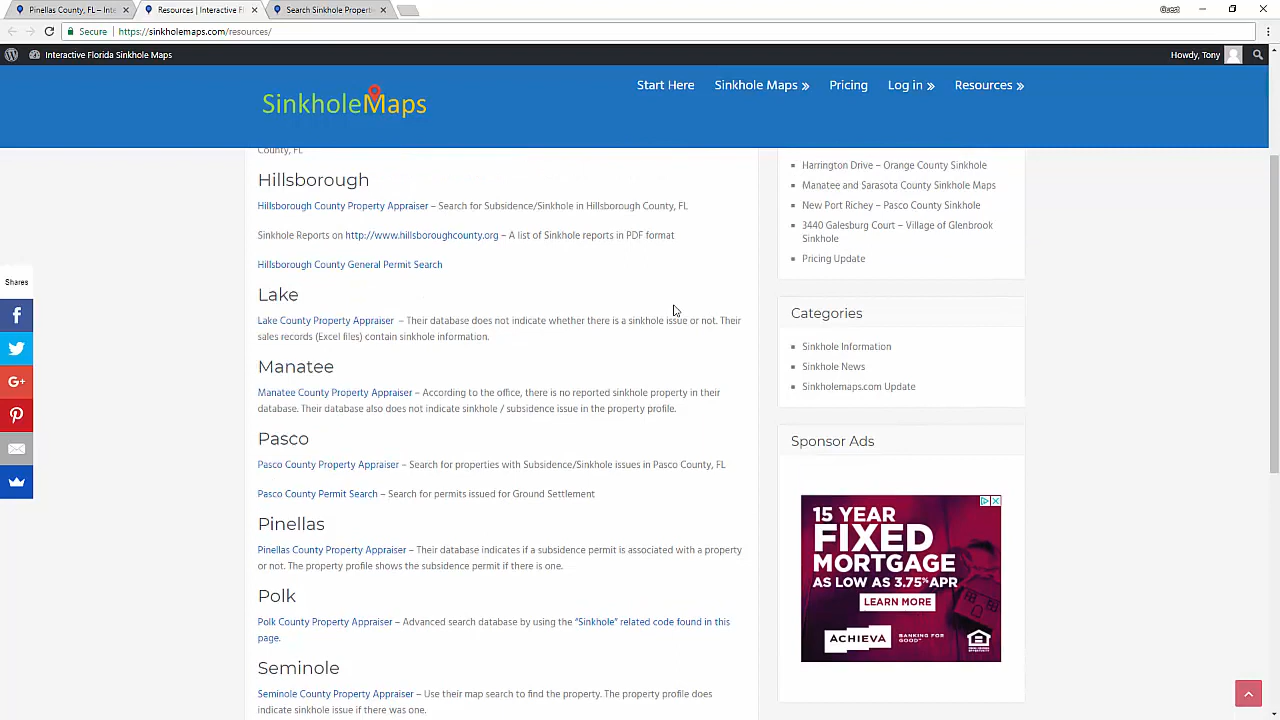 Pinellas County, FL – Inte
Resources | Interactive F
Search Sinkhole Propert
Guest
Secure
https://sinkholemaps.com/resources/
Interactive Florida Sinkhole Maps
Howdy, Tony
SinkholeMaps
Start Here
Sinkhole Maps »
Pricing
Log in »
Resources »
County, FL
Hillsborough
Hillsborough County Property Appraiser – Search for Subsidence/Sinkhole in Hillsborough County, FL
Sinkhole Reports on http://www.hillsboroughcounty.org – A list of Sinkhole reports in PDF format
Hillsborough County General Permit Search
Lake
Lake County Property Appraiser – Their database does not indicate whether there is a sinkhole issue or not. Their
sales records (Excel files) contain sinkhole information.
Manatee
Manatee County Property Appraiser – According to the office, there is no reported sinkhole property in their
database. Their database also does not indicate sinkhole / subsidence issue in the property profile.
Pasco
Pasco County Property Appraiser – Search for properties with Subsidence/Sinkhole issues in Pasco County, FL
Pasco County Permit Search – Search for permits issued for Ground Settlement
Pinellas
Pinellas County Property Appraiser – Their database indicates if a subsidence permit is associated with a property
or not. The property profile shows the subsidence permit if there is one.
Polk
Polk County Property Appraiser – Advanced search database by using the “Sinkhole” related code found in this
page.
Seminole
Seminole County Property Appraiser – Use their map search to find the property. The property profile does
indicate sinkhole issue if there was one.
Harrington Drive – Orange County Sinkhole
Manatee and Sarasota County Sinkhole Maps
New Port Richey – Pasco County Sinkhole
3440 Galesburg Court – Village of Glenbrook
Sinkhole
Pricing Update
Categories
Sinkhole Information
Sinkhole News
Sinkholemaps.com Update
Sponsor Ads
15 YEAR
FIXED
MORTGAGE
AS LOW AS 3.75% APR
LEARN MORE
ACHIEVA
BANKING FOR
GOOD
Shares
G+